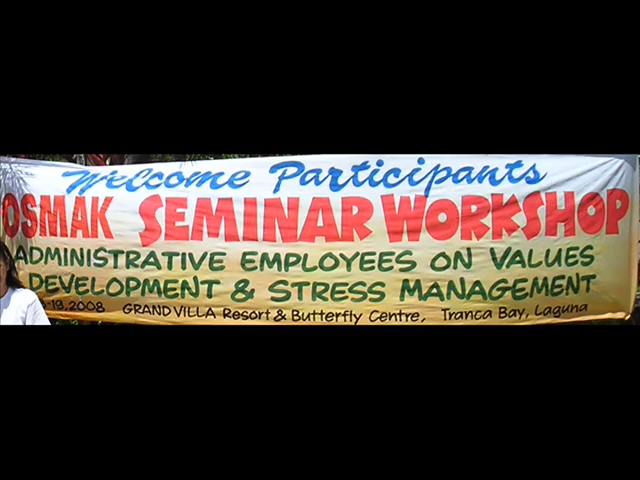 Welcome Participants
OSMAK SEMINAR WORKSHOP
ADMINISTRATIVE EMPLOYEES ON VALUES
DEVELOPMENT & STRESS MANAGEMENT
-18,2008 GRAND VILLA Resort & Butterfly Centre, Tranca Bay, Laguna